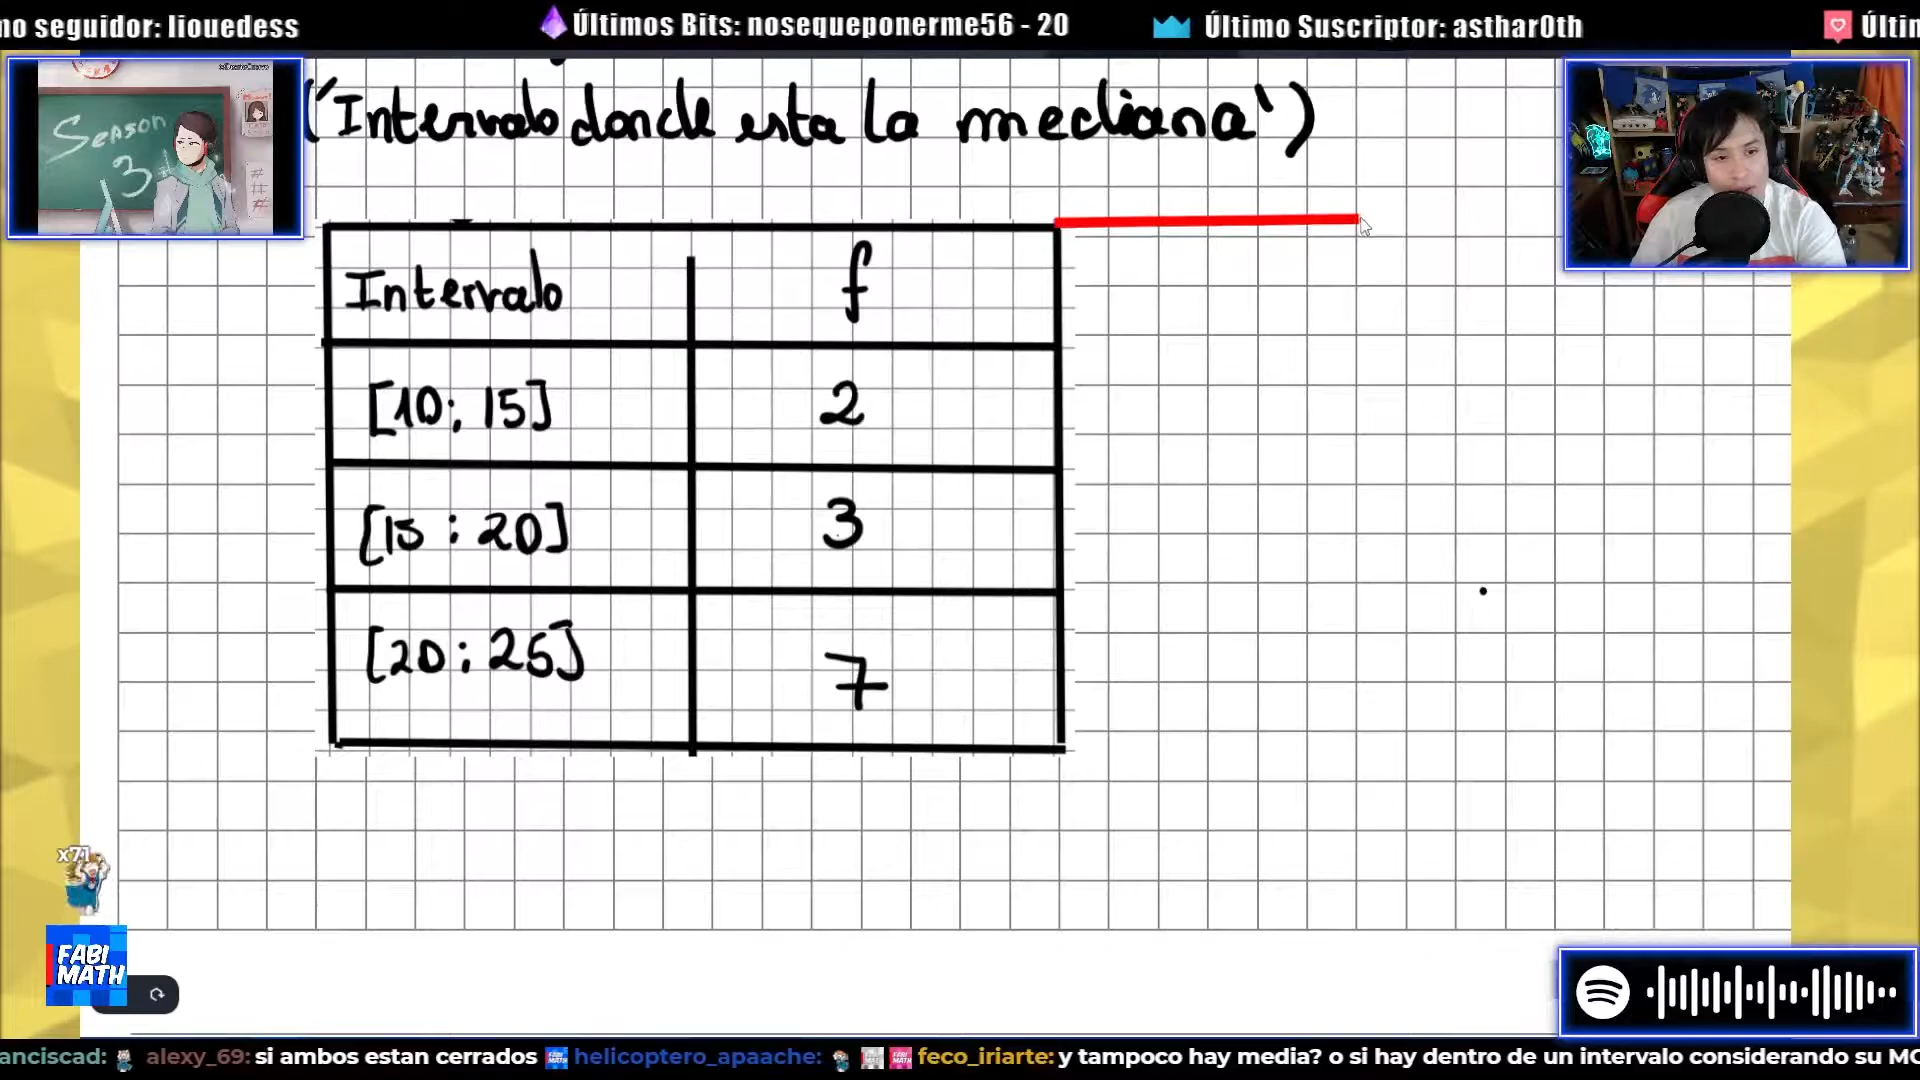 no seguidor: liouedess
Últimos Bits: nosequeponerme56 - 20
Último Suscriptor: asthar0th
Últin
Season
3
('Intervalo donde esta la mediana')
Intervalo f
[10; 15] 2
[15; 20] 3
[20; 25] 7
x71
FABI
MATH
anciscad: alexy_69: si ambos estan cerrados helicoptero_apaache: feco_iriarte: y tampoco hay media? o si hay dentro de un intervalo considerando su MC